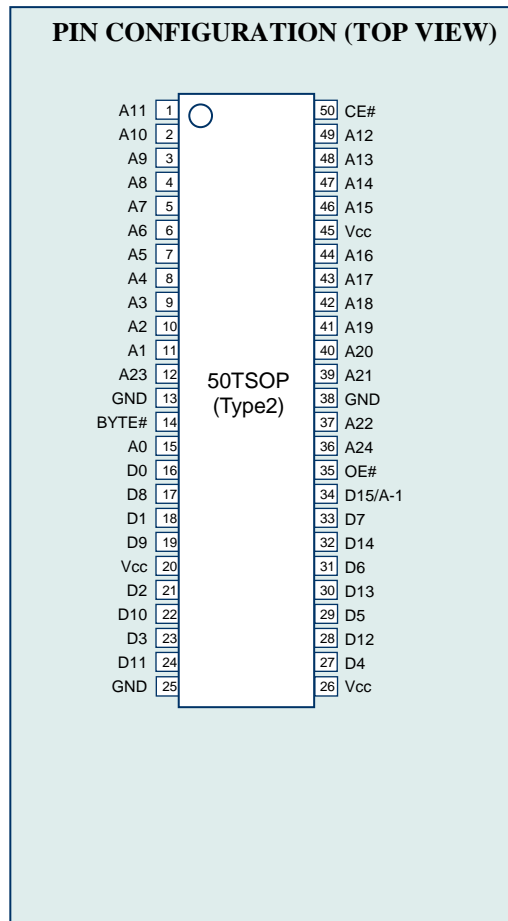 PIN CONFIGURATION (TOP VIEW)
A11 1 50 CE#
A10 2 49 A12
A9 3 48 A13
A8 4 47 A14
A7 5 46 A15
A6 6 45 Vcc
A5 7 44 A16
A4 8 43 A17
A3 9 42 A18
A2 10 41 A19
A1 11 40 A20
A23 12 39 A21
GND 13 38 GND
BYTE# 14 37 A22
A0 15 36 A24
D0 16 35 OE#
D8 17 34 D15/A-1
D1 18 33 D7
D9 19 32 D14
Vcc 20 31 D6
D2 21 30 D13
D10 22 29 D5
D3 23 28 D12
D11 24 27 D4
GND 25 26 Vcc
50TSOP
(Type2)